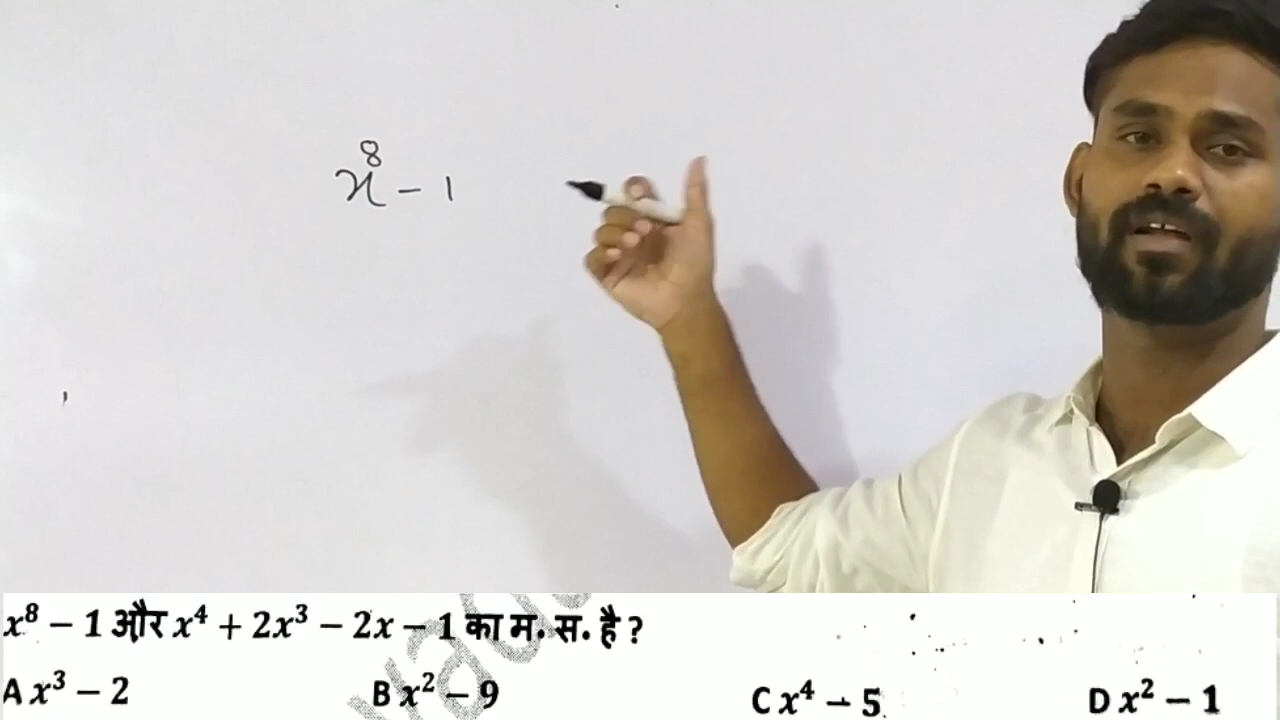 x⁸ - 1
x⁸ − 1 और x⁴ + 2x³ − 2x − 1 का म. स. है ?
A x³ − 2 B x² − 9 C x⁴ − 5 D x² − 1